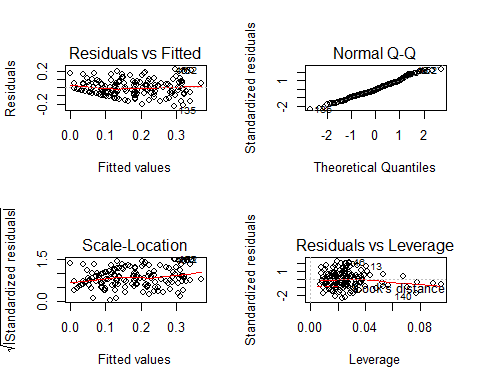 Residuals vs Fitted
Residuals
-0.2
0.2
135
0.0 0.1 0.2 0.3
Fitted values
Normal Q-Q
Standardized residuals
-2
1
135
-2 -1 0 1 2
Theoretical Quantiles
Scale-Location
√|Standardized residuals|
0.0
1.5
0.0 0.1 0.2 0.3
Fitted values
Residuals vs Leverage
Standardized residuals
-2
1
13
Cook's distance
140
0.00 0.04 0.08
Leverage